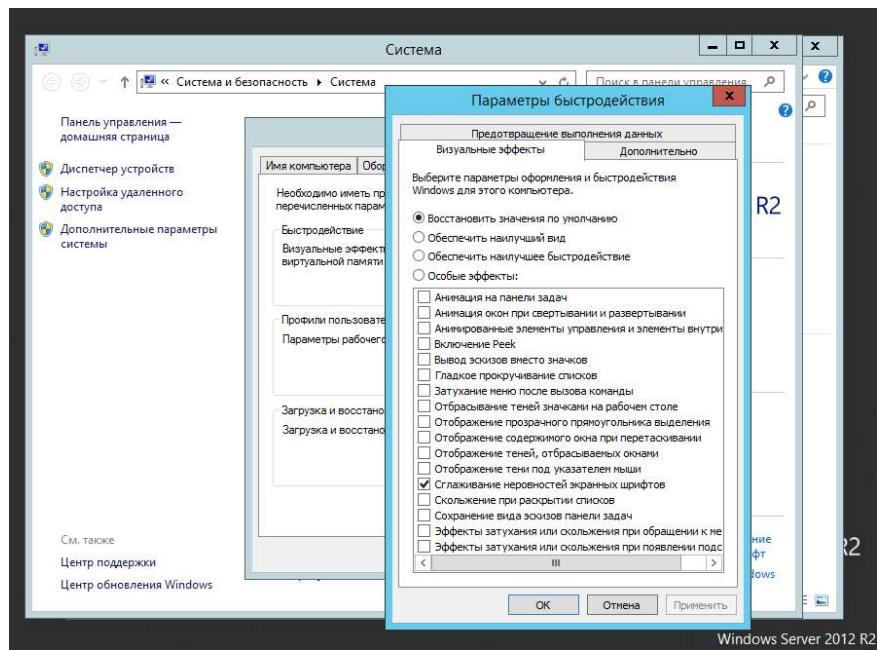 Система
« Система и безопасность ▸ Система
Поиск в панели управления
Панель управления —
домашняя страница
Диспетчер устройств
Настройка удаленного
доступа
Дополнительные параметры
системы
См. также
Центр поддержки
Центр обновления Windows
Имя компьютера
Необходимо иметь пр
перечисленных парам
Быстродействие
Визуальные эффект
виртуальной памяти
Профили пользовате
Параметры рабочего
Загрузка и восстано
Загрузка и восстано
Параметры быстродействия
Предотвращение выполнения данных
Визуальные эффекты
Дополнительно
Выберите параметры оформления и быстродействия
Windows для этого компьютера.
Восстановить значения по умолчанию
Обеспечить наилучший вид
Обеспечить наилучшее быстродействие
Особые эффекты:
Анимация на панели задач
Анимация окон при свертывании и развертывании
Анимированные элементы управления и элементы внутри
Включение Peek
Вывод эскизов вместо значков
Гладкое прокручивание списков
Затухание меню после вызова команды
Отбрасывание теней значками на рабочем столе
Отображение прозрачного прямоугольника выделения
Отображение содержимого окна при перетаскивании
Отображение теней, отбрасываемых окнами
Отображение тени под указателем мыши
Сглаживание неровностей экранных шрифтов
Скольжение при раскрытии списков
Сохранение вида эскизов панели задач
Эффекты затухания или скольжения при обращении к ме
Эффекты затухания или скольжения при появлении подс
ОК
Отмена
Применить
R2
ние
фт
dows
R2
Windows Server 2012 R2